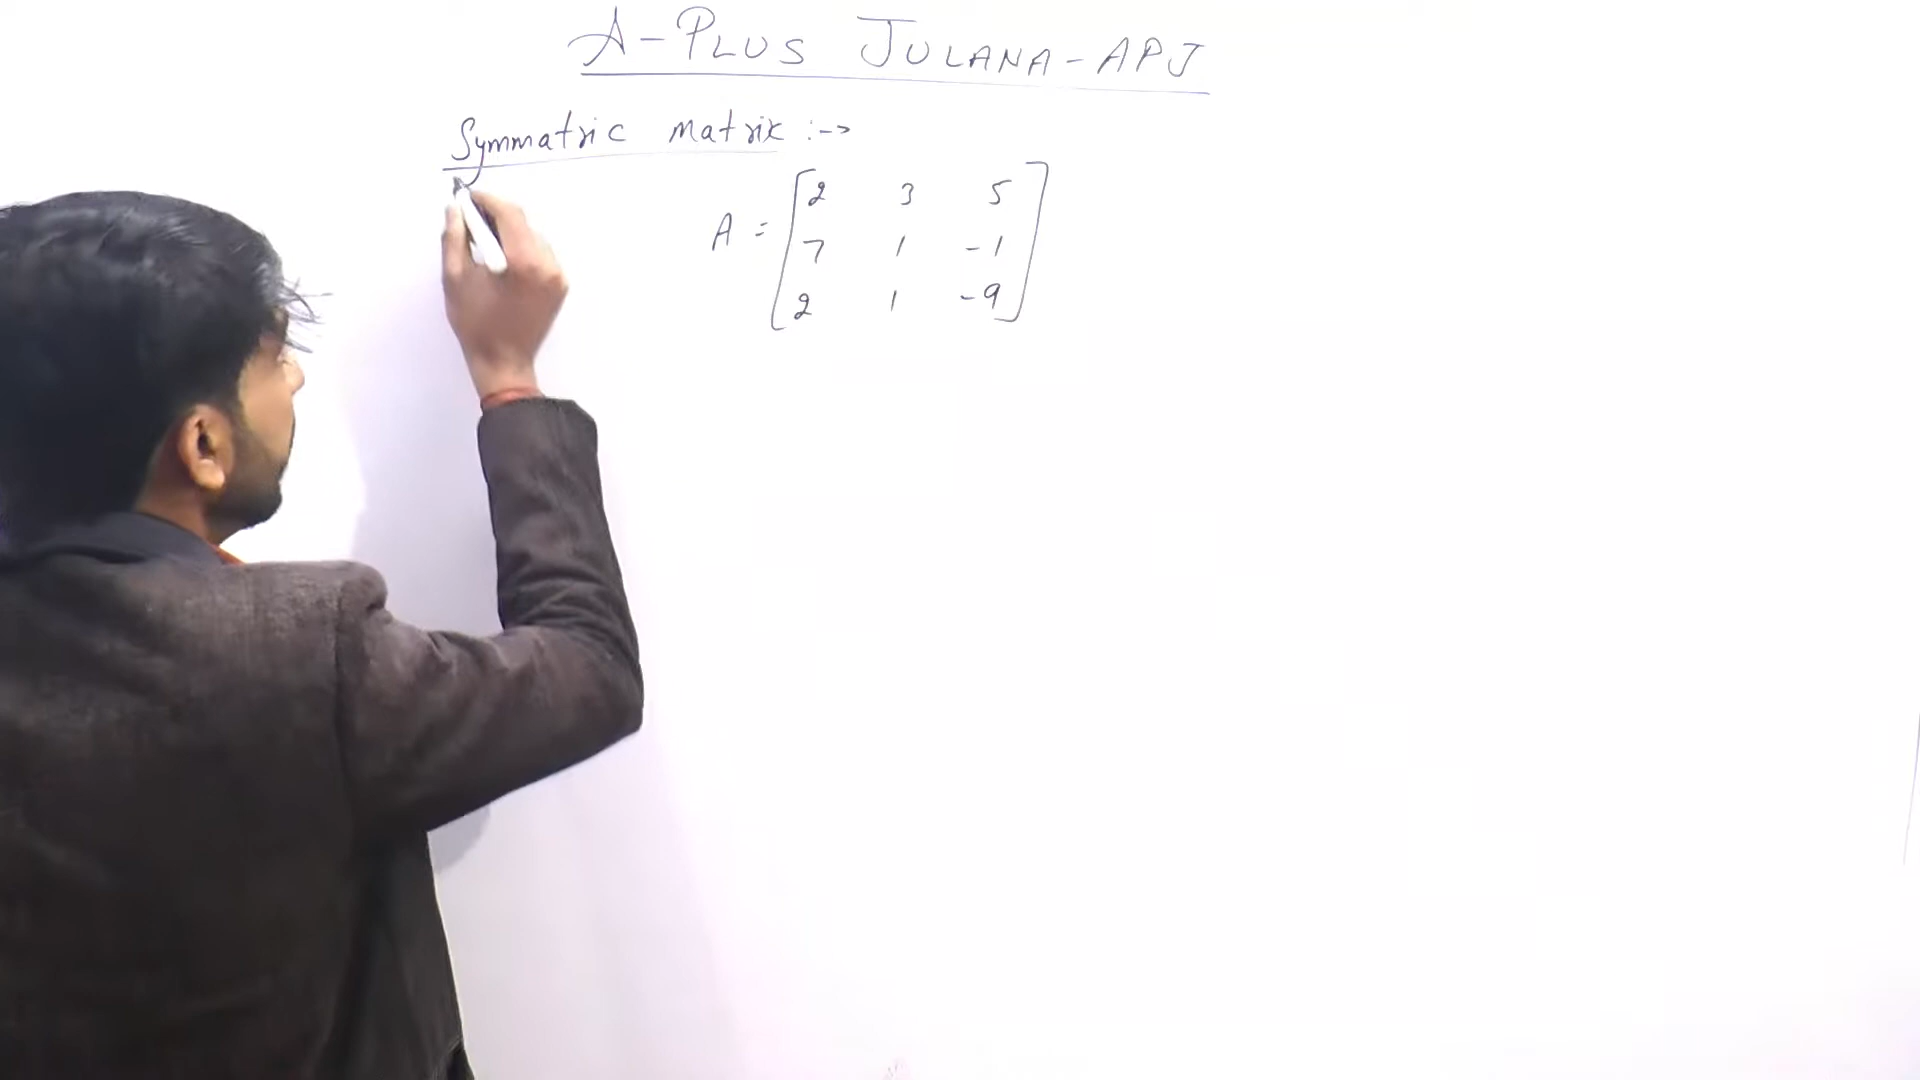 A-PLUS JULANA-APJ
Symmatric matrix :->
A = [2 3 5
7 1 -1
2 1 -9]